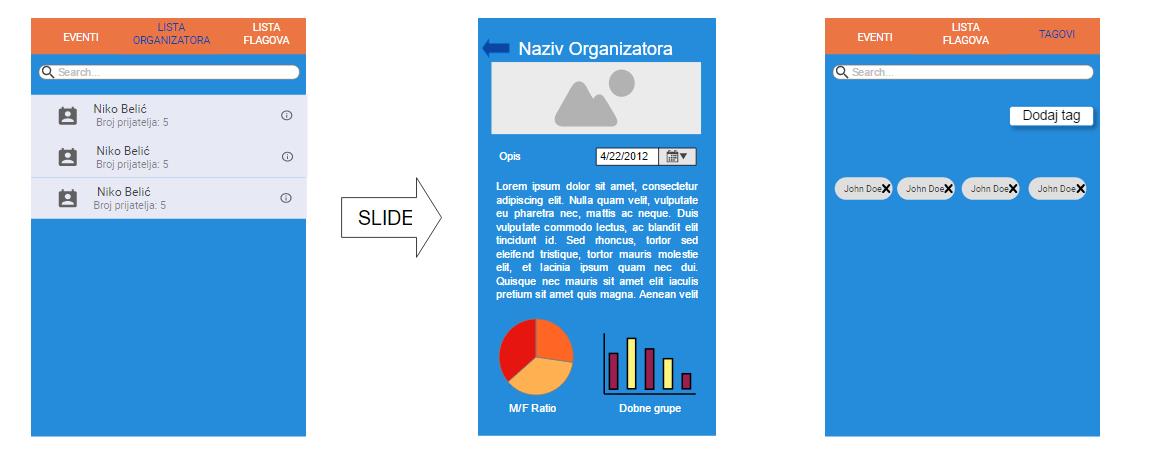 EVENTI
LISTA
ORGANIZATORA
LISTA
FLAGOVA
Search...
Niko Belić
Broj prijatelja: 5
Niko Belić
Broj prijatelja: 5
Niko Belić
Broj prijatelja: 5
SLIDE
Naziv Organizatora
Opis
4/22/2012
Lorem ipsum dolor sit amet, consectetur
adipiscing elit. Nulla quam velit, vulputate
eu pharetra nec, mattis ac neque. Duis
vulputate commodo lectus, ac blandit elit
tincidunt id. Sed rhoncus, tortor sed
eleifend tristique, tortor mauris molestie
elit, et lacinia ipsum quam nec dui.
Quisque nec mauris sit amet elit iaculis
pretium sit amet quis magna. Aenean velit
M/F Ratio
Dobne grupe
EVENTI
LISTA
FLAGOVA
TAGOVI
Search...
Dodaj tag
John Doe
John Doe
John Doe
John Doe